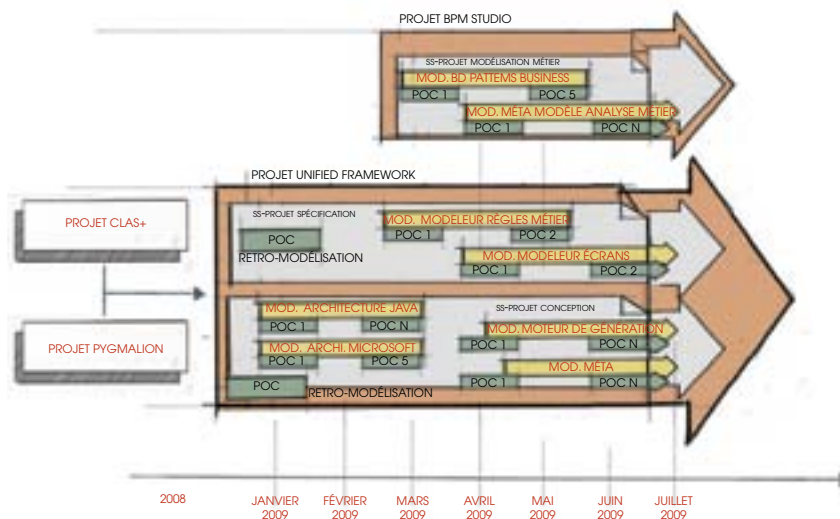 PROJET BPM STUDIO
SS-PROJET MODÉLISATION MÉTIER
MOD. BD PATTEMS BUSINESS
POC 1
POC 5
MOD. MÉTA MODÈLE ANALYSE MÉTIER
POC 1
POC N
PROJET UNIFIED FRAMEWORK
PROJET CLAS+
SS-PROJET SPÉCIFICATION
MOD. MODELEUR RÈGLES MÉTIER
POC 1
POC 2
POC
RETRO-MODÉLISATION
MOD. MODELEUR ÉCRANS
POC 1
POC 2
MOD. ARCHITECTURE JAVA
SS-PROJET CONCEPTION
POC 1
POC N
MOD. MOTEUR DE GÉNÉRATION
POC 1
POC N
PROJET PYGMALION
MOD. ARCHI. MICROSOFT
POC 1
POC 5
MOD. MÉTA
POC 1
POC N
POC
RETRO-MODÉLISATION
2008
JANVIER 2009
FÉVRIER 2009
MARS 2009
AVRIL 2009
MAI 2009
JUIN 2009
JUILLET 2009